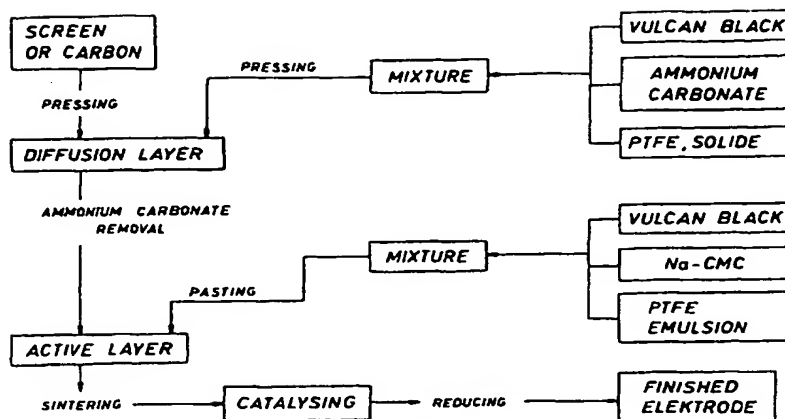 SCREEN
OR CARBON
PRESSING
DIFFUSION LAYER
AMMONIUM CARBONATE
REMOVAL
ACTIVE LAYER
SINTERING
CATALYSING
REDUCING
FINISHED
ELEKTRODE
PRESSING
MIXTURE
VULCAN BLACK
AMMONIUM
CARBONATE
PTFE, SOLIDE
PASTING
MIXTURE
VULCAN BLACK
Na-CMC
PTFE
EMULSION